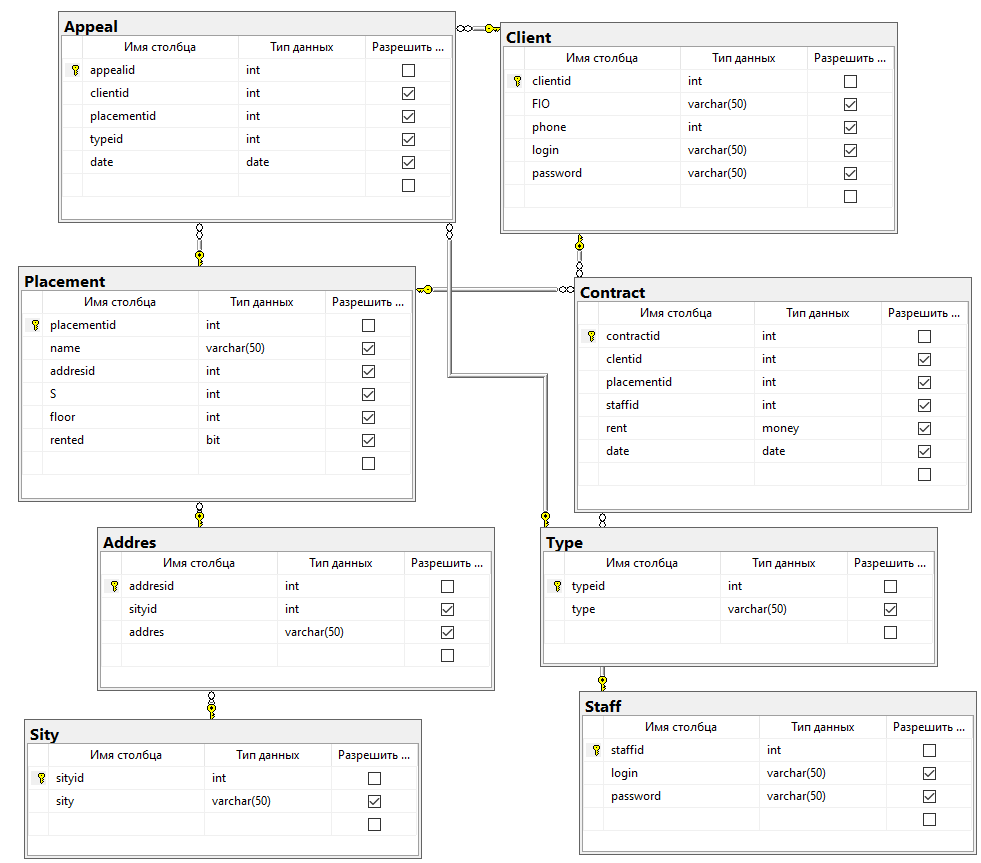 Appeal
Имя столбца Тип данных Разрешить ...
appealid int
clientid int
placementid int
typeid int
date date
Client
Имя столбца Тип данных Разрешить ...
clientid int
FIO varchar(50)
phone int
login varchar(50)
password varchar(50)
Placement
Имя столбца Тип данных Разрешить ...
placementid int
name varchar(50)
addresid int
S int
floor int
rented bit
Contract
Имя столбца Тип данных Разрешить ...
contractid int
clentid int
placementid int
staffid int
rent money
date date
Addres
Имя столбца Тип данных Разрешить ...
addresid int
sityid int
addres varchar(50)
Type
Имя столбца Тип данных Разрешить ...
typeid int
type varchar(50)
Sity
Имя столбца Тип данных Разрешить ...
sityid int
sity varchar(50)
Staff
Имя столбца Тип данных Разрешить ...
staffid int
login varchar(50)
password varchar(50)